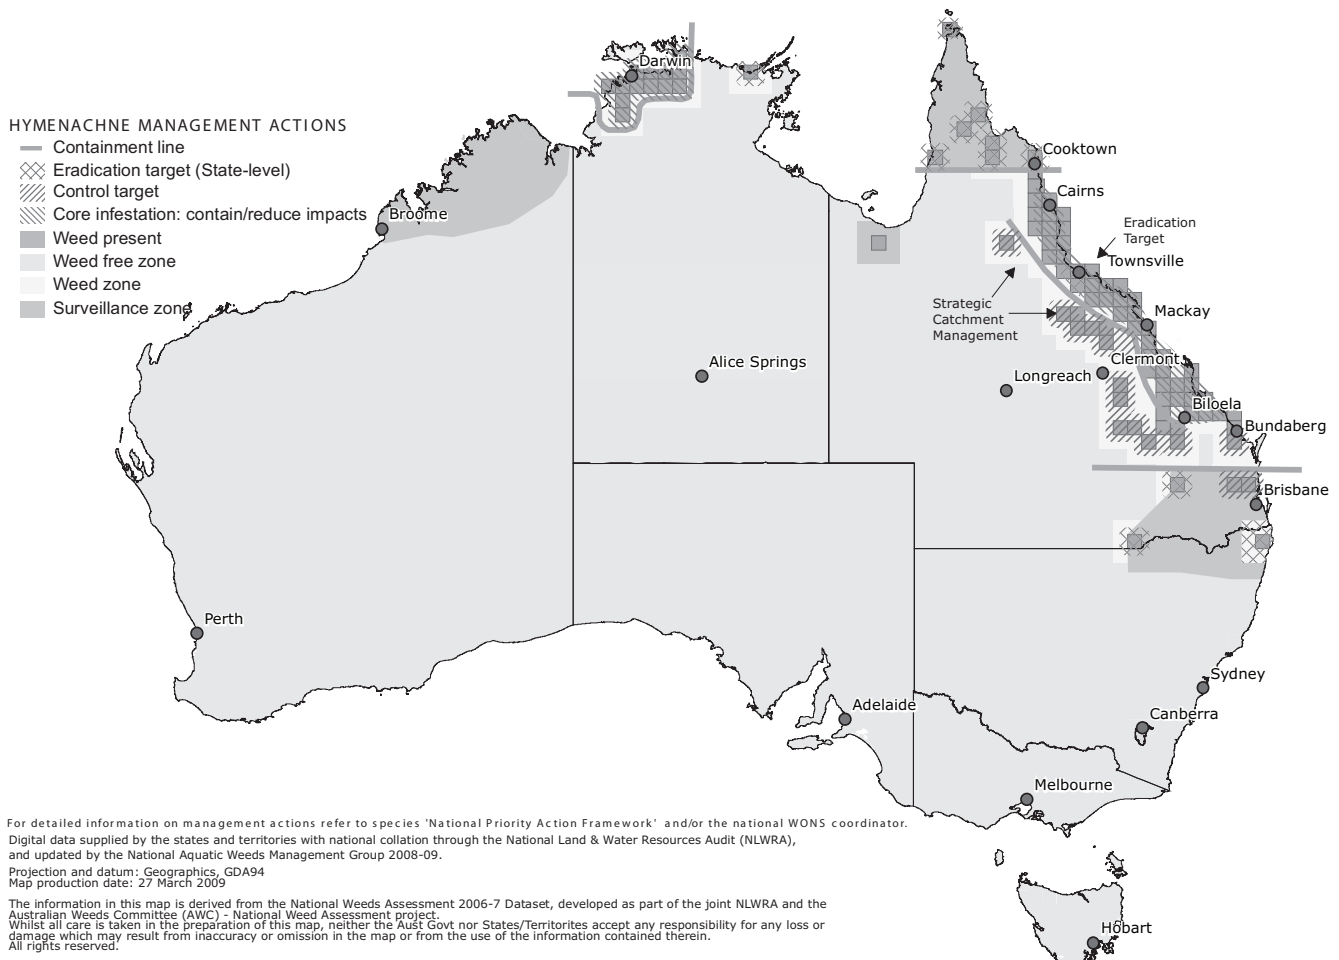 HYMENACHNE MANAGEMENT ACTIONS
Containment line
Eradication target (State-level)
Control target
Core infestation: contain/reduce impacts
Weed present
Weed free zone
Weed zone
Surveillance zone
Darwin
Broome
Cooktown
Cairns
Eradication
Target
Townsville
Strategic
Catchment
Management
Mackay
Alice Springs
Longreach
Clermont
Biloela
Bundaberg
Brisbane
Perth
Adelaide
Sydney
Canberra
Melbourne
Hobart
For detailed information on management actions refer to species 'National Priority Action Framework' and/or the national WONS coordinator.
Digital data supplied by the states and territories with national collation through the National Land & Water Resources Audit (NLWRA),
and updated by the National Aquatic Weeds Management Group 2008-09.
Projection and datum: Geographics, GDA94
Map production date: 27 March 2009
The information in this map is derived from the National Weeds Assessment 2006-7 Dataset, developed as part of the joint NLWRA and the
Australian Weeds Committee (AWC) - National Weed Assessment project.
Whilst all care is taken in the preparation of this map, neither the Aust Govt nor States/Territorites accept any responsibility for any loss or
damage which may result from inaccuracy or omission in the map or from the use of the information contained therein.
All rights reserved.